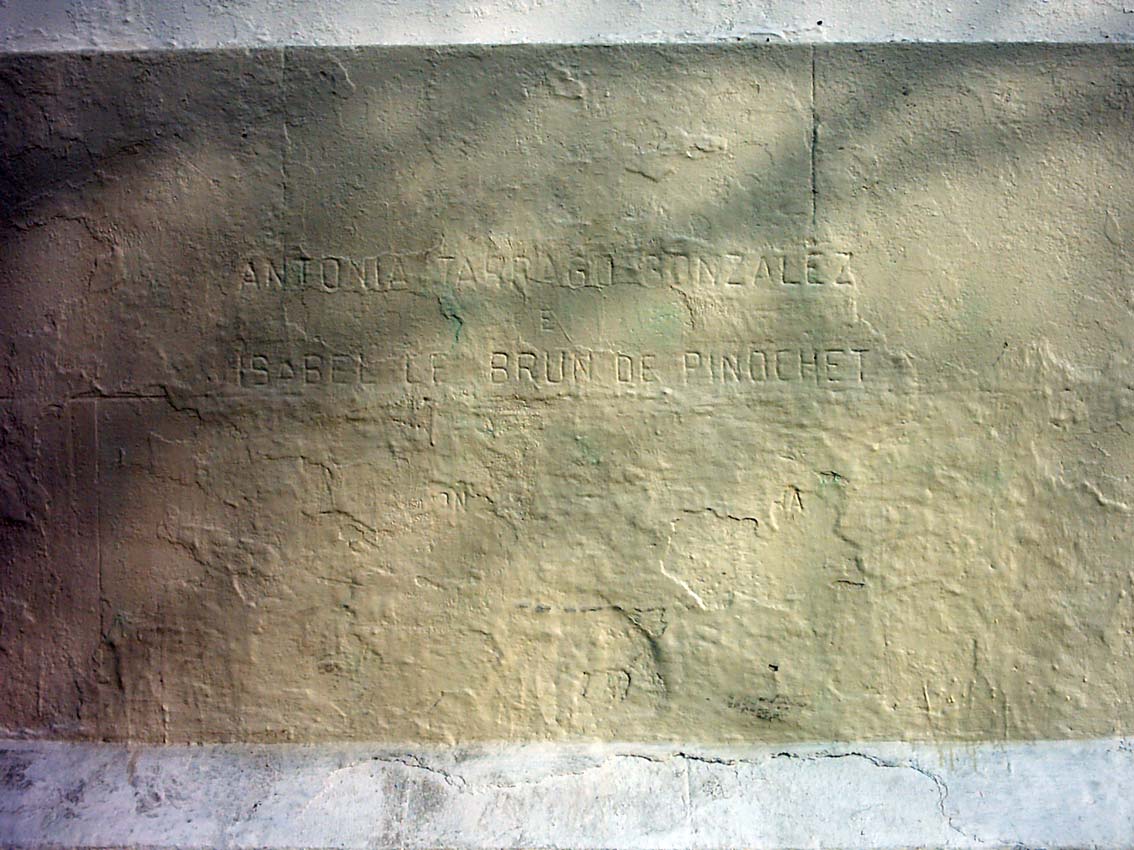 ANTONIA TARRAGO GONZALEZ
E
ISABEL LE BRUN DE PINOCHET